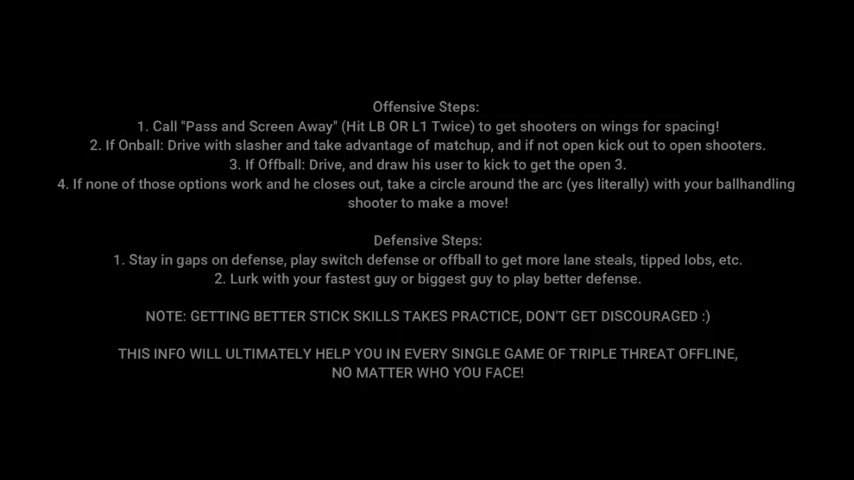 Offensive Steps:
1. Call "Pass and Screen Away" (Hit LB OR L1 Twice) to get shooters on wings for spacing!
2. If Onball: Drive with slasher and take advantage of matchup, and if not open kick out to open shooters.
3. If Offball: Drive, and draw his user to kick to get the open 3.
4. If none of those options work and he closes out, take a circle around the arc (yes literally) with your ballhandling
shooter to make a move!
Defensive Steps:
1. Stay in gaps on defense, play switch defense or offball to get more lane steals, tipped lobs, etc.
2. Lurk with your fastest guy or biggest guy to play better defense.
NOTE: GETTING BETTER STICK SKILLS TAKES PRACTICE, DON'T GET DISCOURAGED :)
THIS INFO WILL ULTIMATELY HELP YOU IN EVERY SINGLE GAME OF TRIPLE THREAT OFFLINE,
NO MATTER WHO YOU FACE!